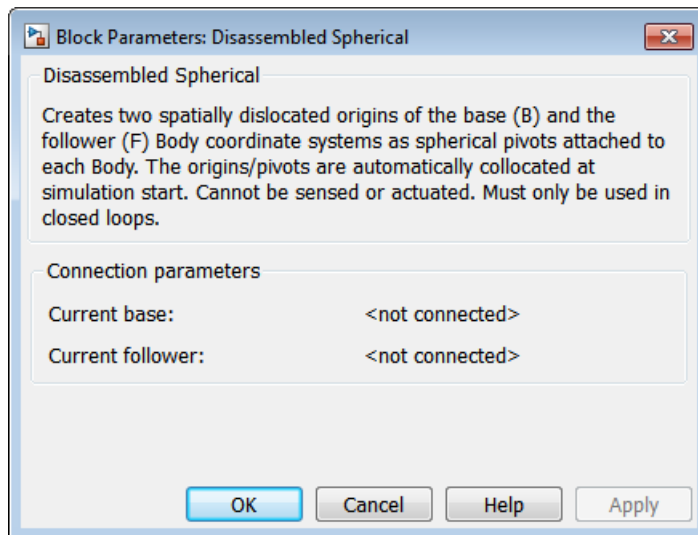 Block Parameters: Disassembled Spherical
Disassembled Spherical
Creates two spatially dislocated origins of the base (B) and the
follower (F) Body coordinate systems as spherical pivots attached to
each Body. The origins/pivots are automatically collocated at
simulation start. Cannot be sensed or actuated. Must only be used in
closed loops.
Connection parameters
Current base: <not connected>
Current follower: <not connected>
OK Cancel Help Apply